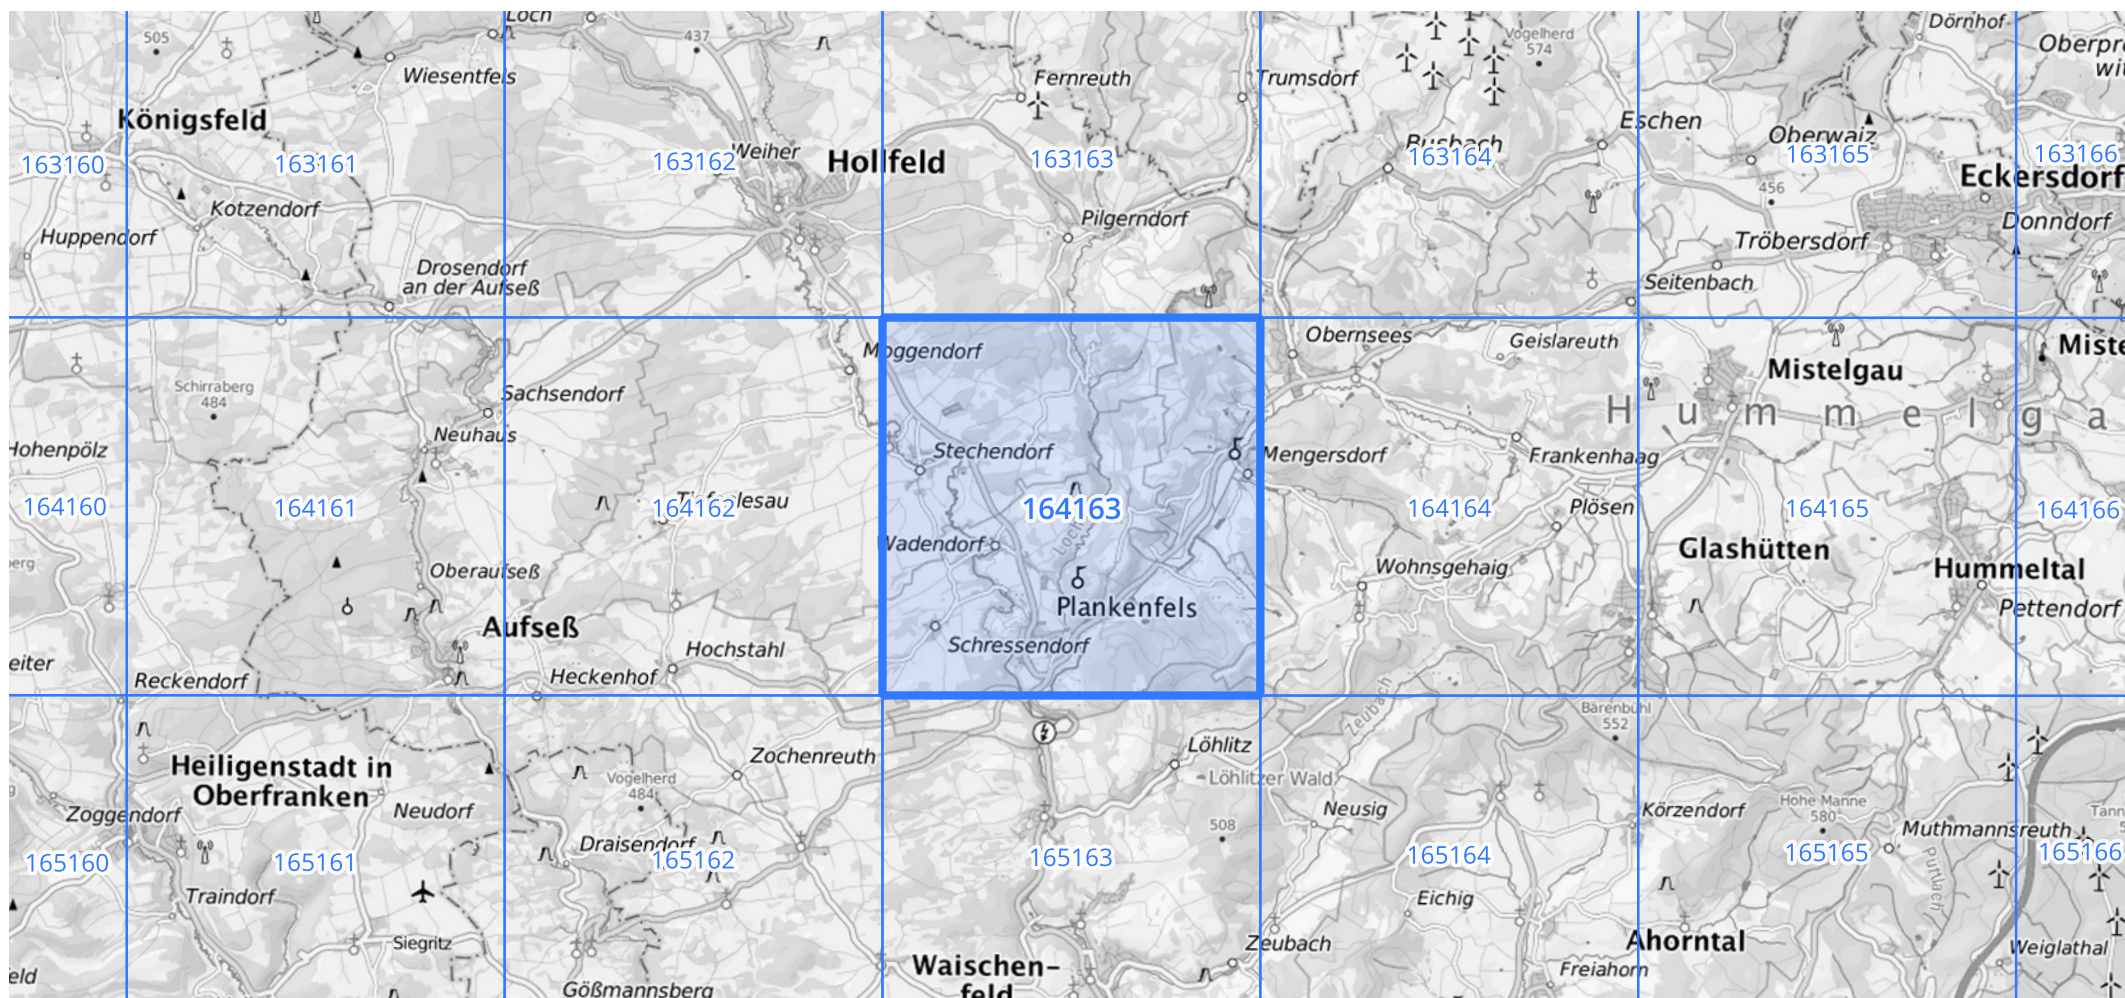 Loch
Dörnhof
505
437
Vogelherd
574
Wiesentfels
Fernreuth
Trumsdorf
Königsfeld
Eschen
Busbach
Oberwaiz
163160
163161
163162
Weiher
Hollfeld
163163
163164
163165
163166
Eckersdorf
456
Kotzendorf
Pilgerndorf
Donndorf
Huppendorf
Tröbersdorf
Drosendorf
an der Aufseß
Seitenbach
Moggendorf
Obernsees
Geislareuth
Mistelgau
Schirraberg
484
Sachsendorf
H u m m e l g a
Neuhaus
Hohenpölz
Stechendorf
Mengersdorf
Frankenhaag
164160
164161
164162
164163
164164
Plösen
164165
164166
Wadendorf
Glashütten
Oberaufseß
Wohnsgehaig
Hummeltal
Plankenfels
Pettendorf
Aufseß
Schressendorf
Hochstahl
Heckenhof
Reckendorf
Zeubach
Bärenbühl
552
Heiligenstadt in
Oberfranken
Zochenreuth
Löhlitz
Vogelherd
484
Löhlitzer Wald
Neudorf
Neusig
Körzendorf
Hohe Manne
580
Zoggendorf
508
Muthmannsreuth
Draisendorf
165160
165161
165162
165163
165164
165165
165166
Püttlach
Traindorf
Eichig
Siegritz
Zeubach
Ahorntal
Weiglathal
Waischen-
feld
Freiahorn
Gößmannsberg